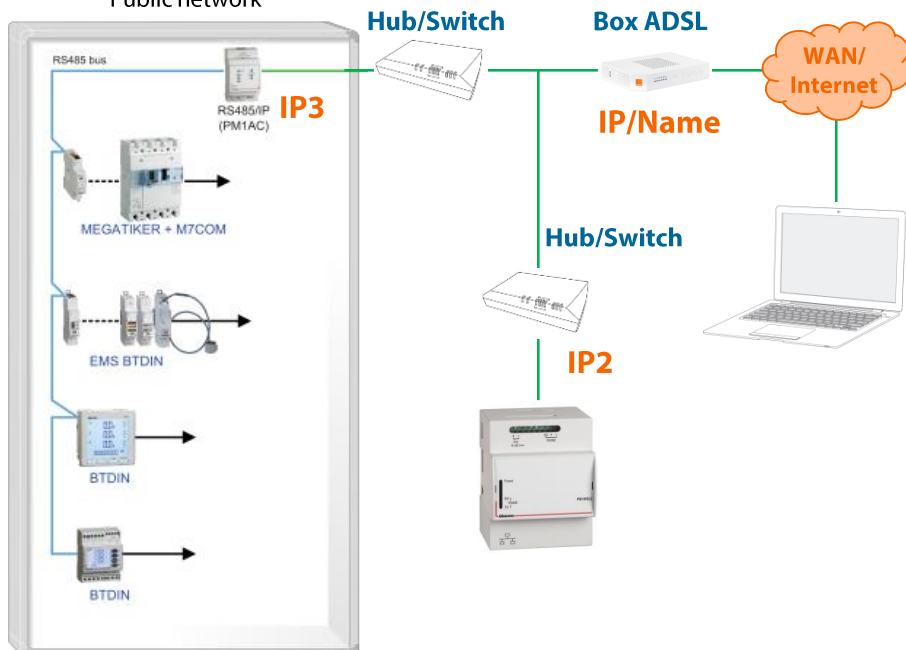 Public network
Hub/Switch
Box ADSL
WAN/
Internet
RS485 bus
RS485/IP
(PM1AC)
IP3
IP/Name
MEGATIKER + M7COM
Hub/Switch
EMS BTDIN
IP2
BTDIN
BTDIN